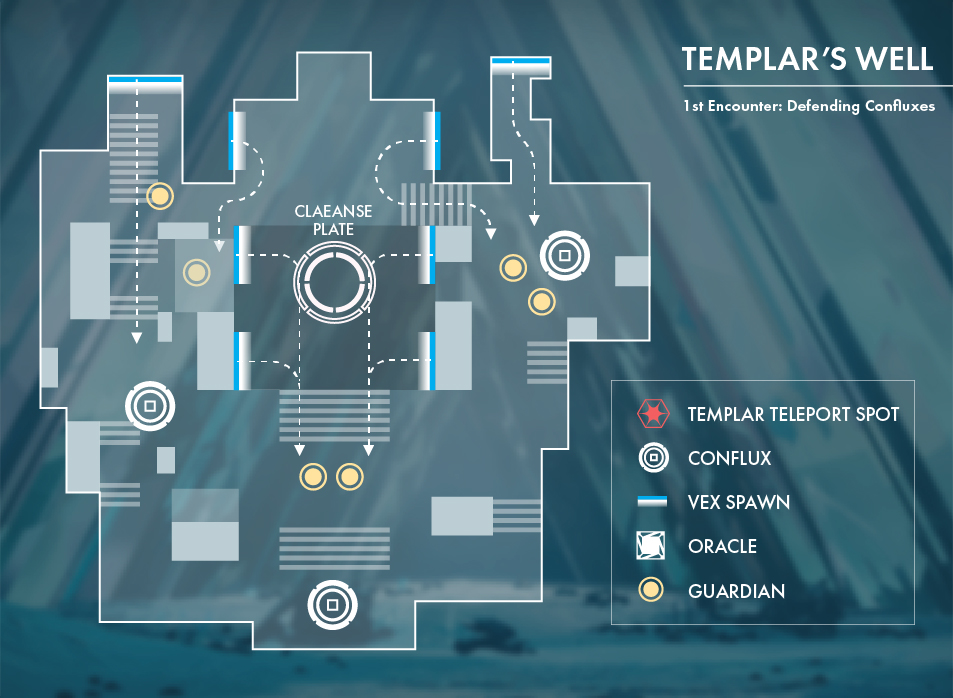 TEMPLAR'S WELL
1st Encounter: Defending Confluxes
CLAEANSE
PLATE
TEMPLAR TELEPORT SPOT
CONFLUX
VEX SPAWN
ORACLE
GUARDIAN